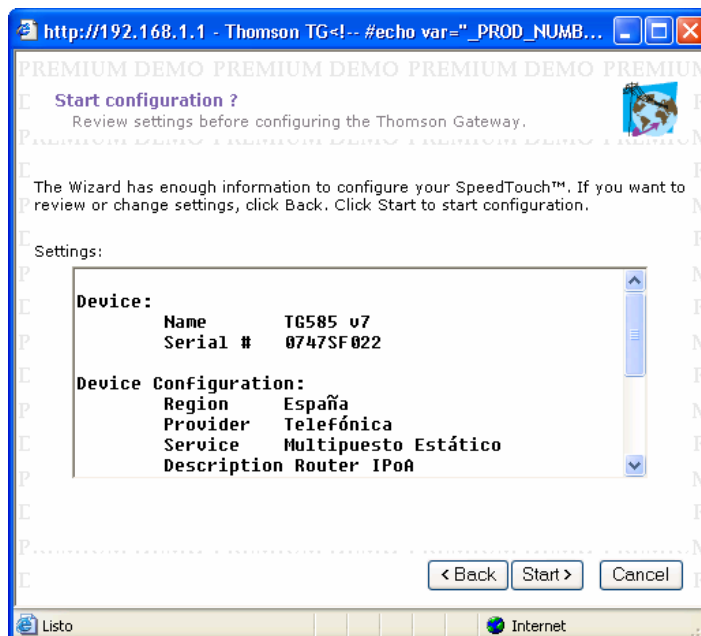 http://192.168.1.1 - Thomson TG<!-- #echo var="_PROD_NUMB...
PREMIUM DEMO PREMIUM DEMO PREMIUM DEMO PREMIUM
Start configuration ?
Review settings before configuring the Thomson Gateway.
The Wizard has enough information to configure your SpeedTouch™. If you want to
review or change settings, click Back. Click Start to start configuration.
Settings:
Device:
Name TG585 v7
Serial # 0747SF022
Device Configuration:
Region España
Provider Telefónica
Service Multipuesto Estático
Description Router IPoA
< Back Start > Cancel
Listo Internet